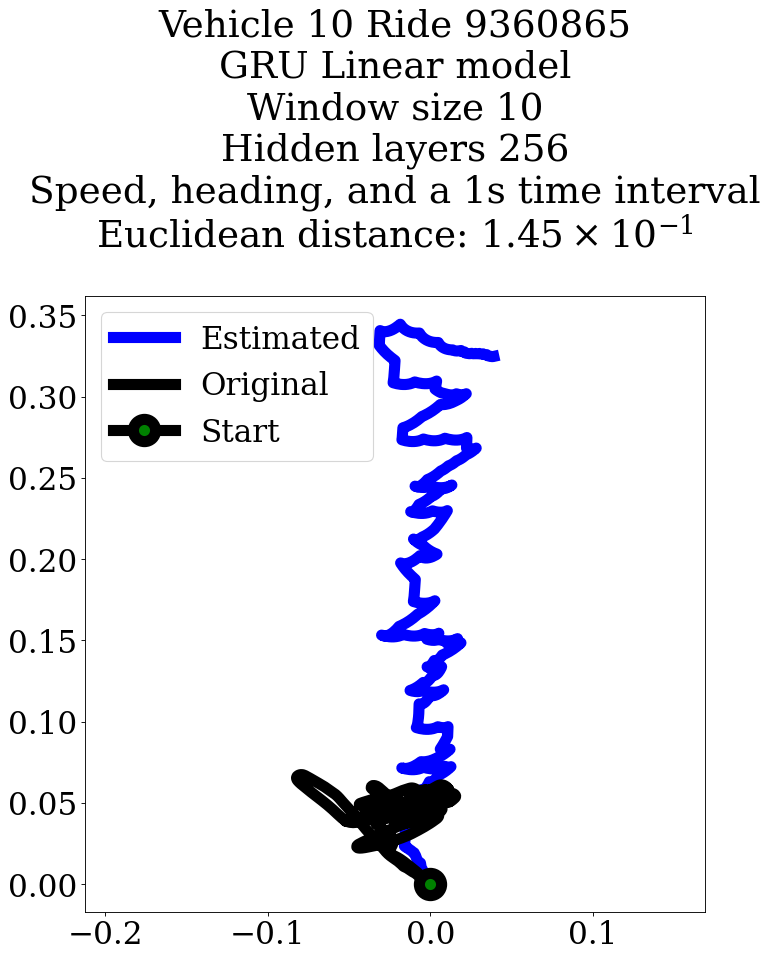 Vehicle 10 Ride 9360865
GRU Linear model
Window size 10
Hidden layers 256
Speed, heading, and a 1s time interval
Euclidean distance: 1.45 × 10⁻¹
Estimated
Original
Start
0.35
0.30
0.25
0.20
0.15
0.10
0.05
0.00
−0.2 −0.1 0.0 0.1